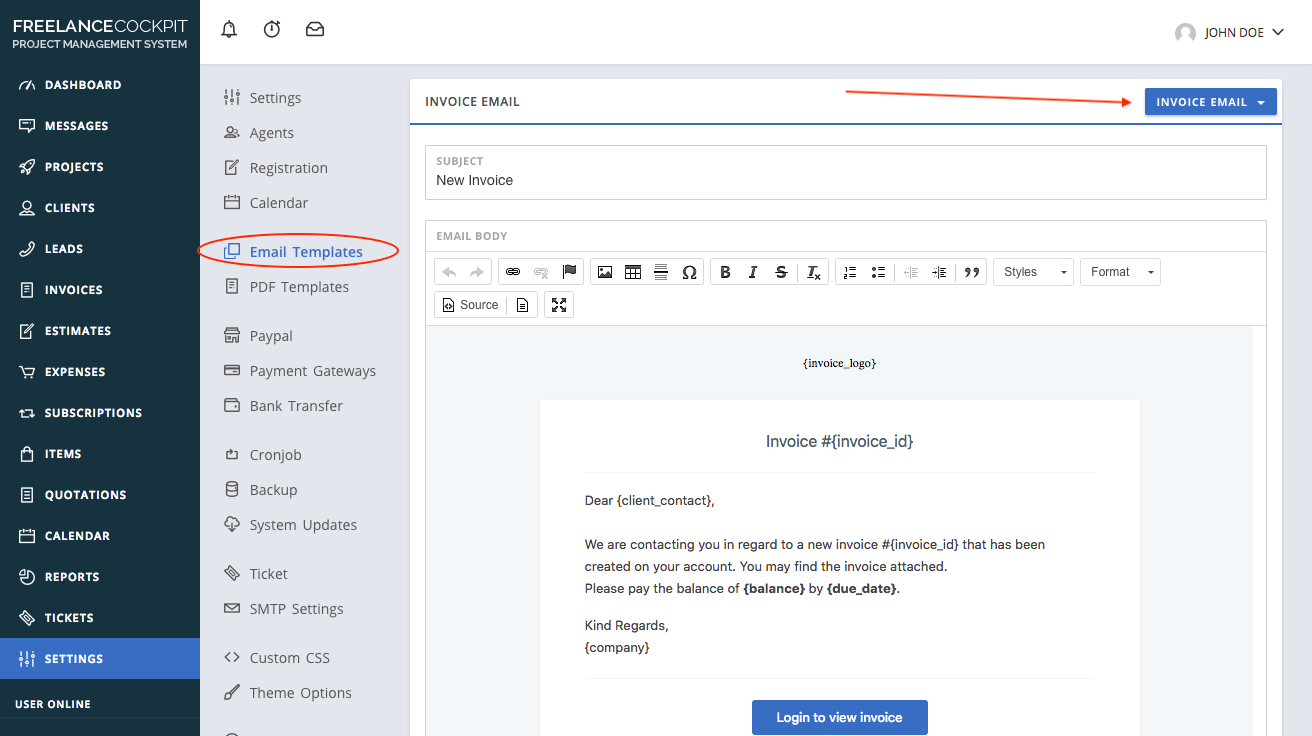 FREELANCECOCKPIT
PROJECT MANAGEMENT SYSTEM
DASHBOARD
MESSAGES
PROJECTS
CLIENTS
LEADS
INVOICES
ESTIMATES
EXPENSES
SUBSCRIPTIONS
ITEMS
QUOTATIONS
CALENDAR
REPORTS
TICKETS
SETTINGS
USER ONLINE
JOHN DOE
Settings
Agents
Registration
Calendar
Email Templates
PDF Templates
Paypal
Payment Gateways
Bank Transfer
Cronjob
Backup
System Updates
Ticket
SMTP Settings
Custom CSS
Theme Options
INVOICE EMAIL
INVOICE EMAIL
SUBJECT
New Invoice
EMAIL BODY
Styles
Format
Source
{invoice_logo}
Invoice #{invoice_id}
Dear {client_contact},
We are contacting you in regard to a new invoice #{invoice_id} that has been
created on your account. You may find the invoice attached.
Please pay the balance of {balance} by {due_date}.
Kind Regards,
{company}
Login to view invoice